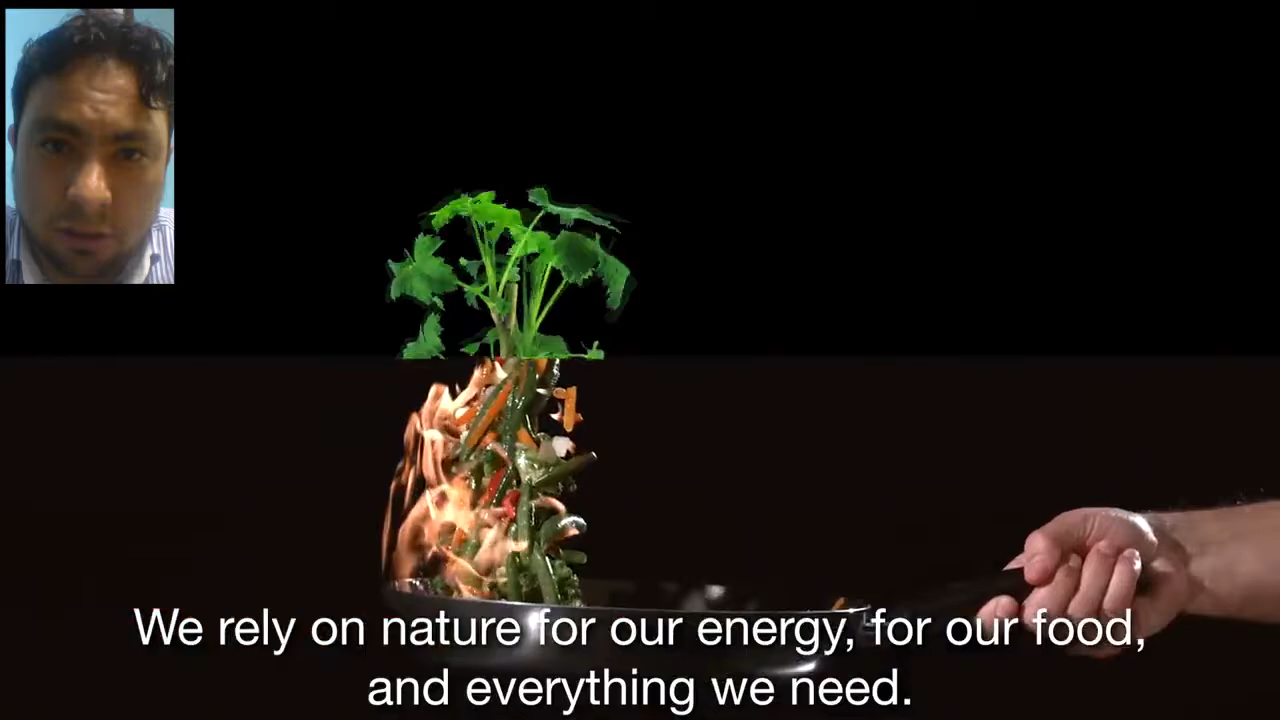 We rely on nature for our energy, for our food,
and everything we need.